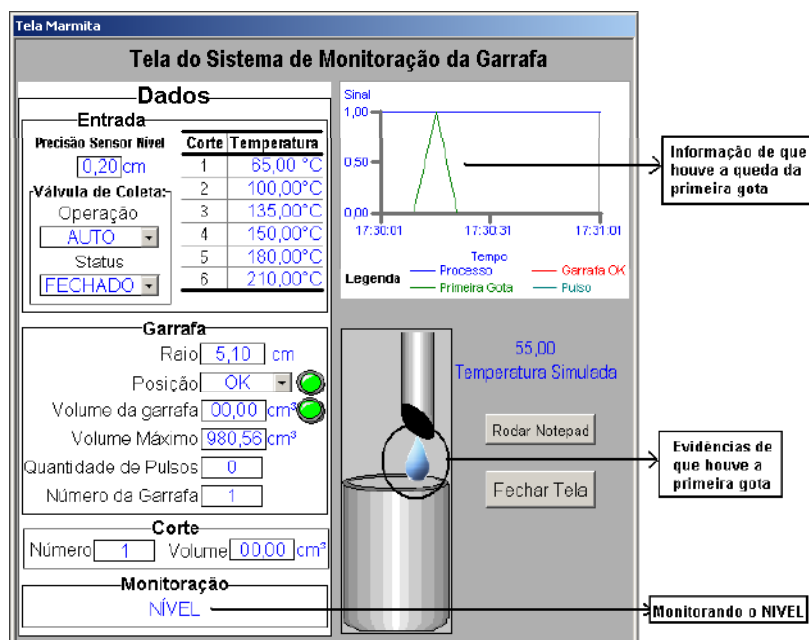 Tela Marmita
Tela do Sistema de Monitoração da Garrafa
Dados
Entrada
Precisão Sensor Nível
0,20 cm
Válvula de Coleta:
Operação
AUTO
Status
FECHADO
Corte Temperatura
1 65,00 °C
2 100,00°C
3 135,00°C
4 150,00°C
5 180,00°C
6 210,00°C
Garrafa
Raio 5,10 cm
Posição OK
Volume da garrafa 00,00 cm³
Volume Máximo 980,56 cm³
Quantidade de Pulsos 0
Número da Garrafa 1
Corte
Número 1 Volume 00,00 cm³
Monitoração
NÍVEL
Sinal
1,00
0,50
0,00
17:30:01 17:30:31 17:31:01
Tempo
Legenda
Processo Garrafa OK
Primeira Gota Pulso
55,00
Temperatura Simulada
Rodar Notepad
Fechar Tela
Informação de que
houve a queda da
primeira gota
Evidências de
que houve a
primeira gota
Monitorando o NIVEL